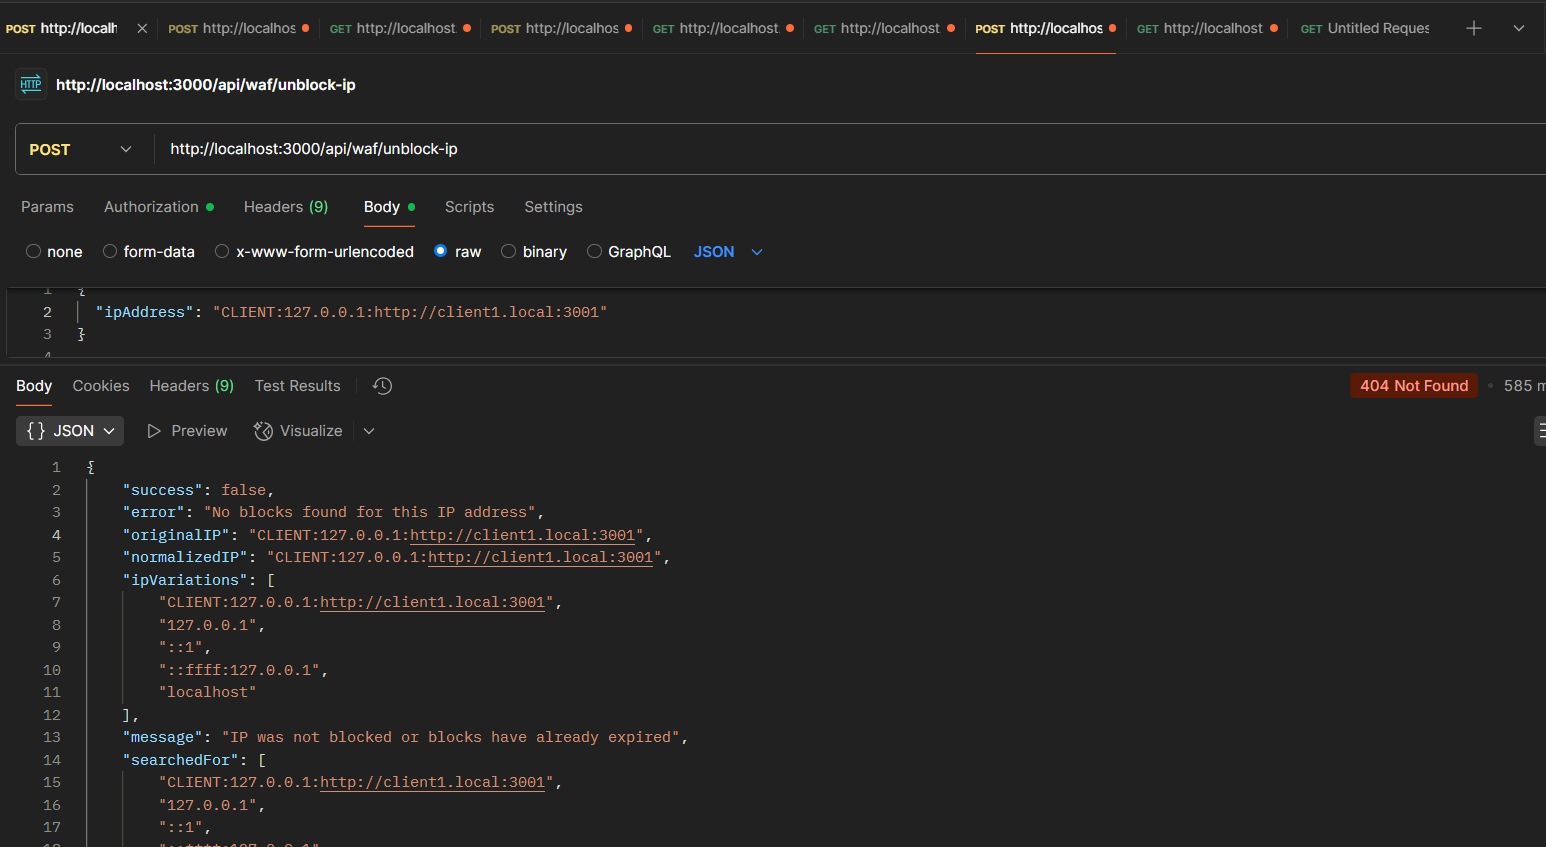 POST http://localh POST http://localhos GET http://localhost. POST http://localhos GET http://localhost. GET http://localhost POST http://localhos GET http://localhost GET Untitled Reques
HTTP http://localhost:3000/api/waf/unblock-ip
POST http://localhost:3000/api/waf/unblock-ip
Params Authorization Headers (9) Body Scripts Settings
none form-data x-www-form-urlencoded raw binary GraphQL JSON
1 {
2 "ipAddress": "CLIENT:127.0.0.1:http://client1.local:3001"
3 }
4
Body Cookies Headers (9) Test Results 404 Not Found 585 m
{} JSON Preview Visualize
1 {
2 "success": false,
3 "error": "No blocks found for this IP address",
4 "originalIP": "CLIENT:127.0.0.1:http://client1.local:3001",
5 "normalizedIP": "CLIENT:127.0.0.1:http://client1.local:3001",
6 "ipVariations": [
7 "CLIENT:127.0.0.1:http://client1.local:3001",
8 "127.0.0.1",
9 "::1",
10 "::ffff:127.0.0.1",
11 "localhost"
12 ],
13 "message": "IP was not blocked or blocks have already expired",
14 "searchedFor": [
15 "CLIENT:127.0.0.1:http://client1.local:3001",
16 "127.0.0.1",
17 "::1",
18 "::ffff:127.0.0.1"